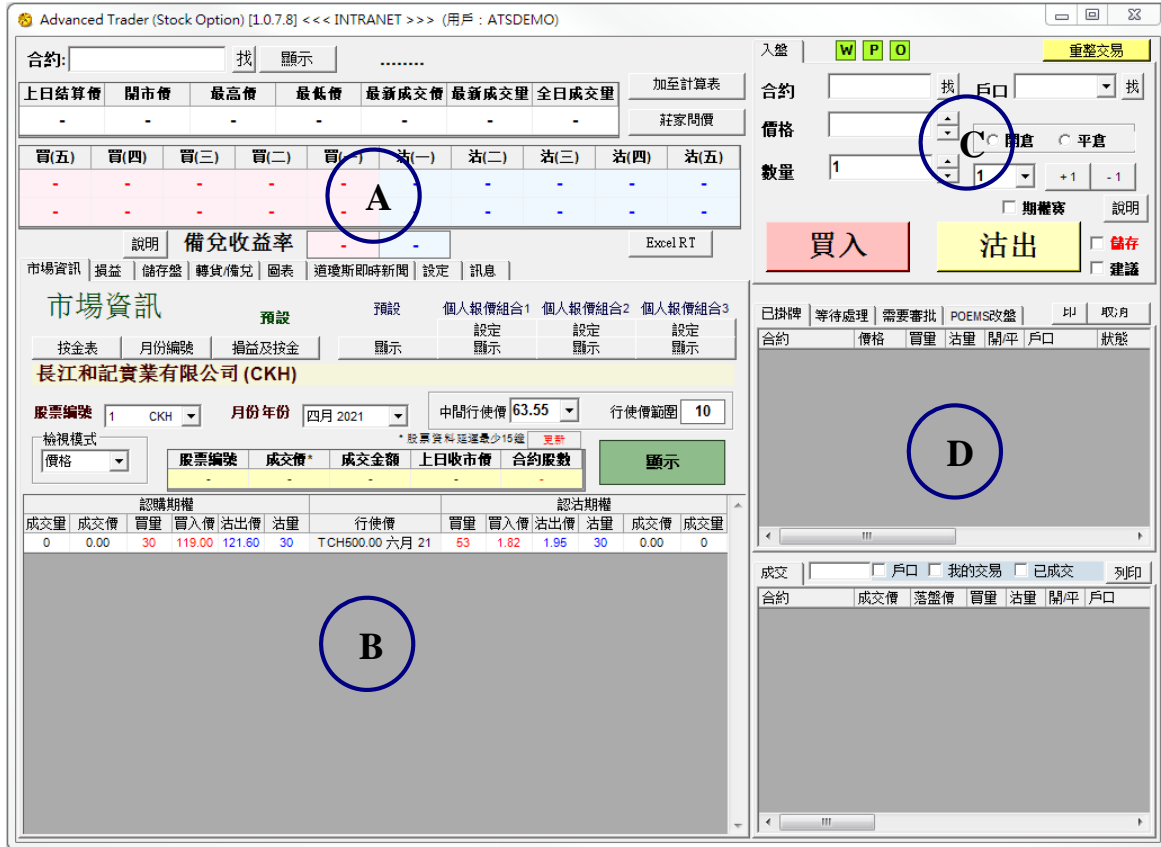 Advanced Trader (Stock Option) [1.0.7.8] <<< INTRANET >>> (用戶：ATSDEMO)
合約: 找 顯示 ........
上日結算價 開市價 最高價 最低價 最新成交價 最新成交量 全日成交量 加至計算表
- - - - - - - 莊家問價
買(五) 買(四) 買(三) 買(二) 買(一) 沽(一) 沽(二) 沽(三) 沽(四) 沽(五)
- - - - - - - - - -
- - - - - - - - - -
A
說明 備兌收益率 - - Excel RT
入盤 W P O 重整交易
合約 找 戶口 找
價格 開倉 平倉
C
數量 1 1 +1 -1
期權寶 說明
買入 沽出 儲存
建議
市場資訊 損益 儲存盤 轉貨/備兌 圖表 道瓊斯即時新聞 設定 訊息
市場資訊 預設 預設 個人報價組合1 個人報價組合2 個人報價組合3
設定 設定 設定
按金表 月份編號 損益及按金 顯示 顯示 顯示 顯示
長江和記實業有限公司 (CKH)
股票編號 1 CKH 月份年份 四月 2021 中間行使價 63.55 行使價範圍 10
檢視模式 * 股票資料延遲最少15鐘 更新
價格 股票編號 成交價* 成交金額 上日收市價 合約股數 顯示
- - - - -
認購期權 認沽期權
成交量 成交價 買量 買入價 沽出價 沽量 行使價 買量 買入價 沽出價 沽量 成交價 成交量
0 0.00 30 119.00 121.60 30 TCH500.00 六月 21 53 1.82 1.95 30 0.00 0
B
已掛牌 等待處理 需要審批 POEMS改盤 取消
合約 價格 買量 沽量 開/平 戶口 狀態
D
成交 戶口 我的交易 已成交 列印
合約 成交價 落盤價 買量 沽量 開/平 戶口